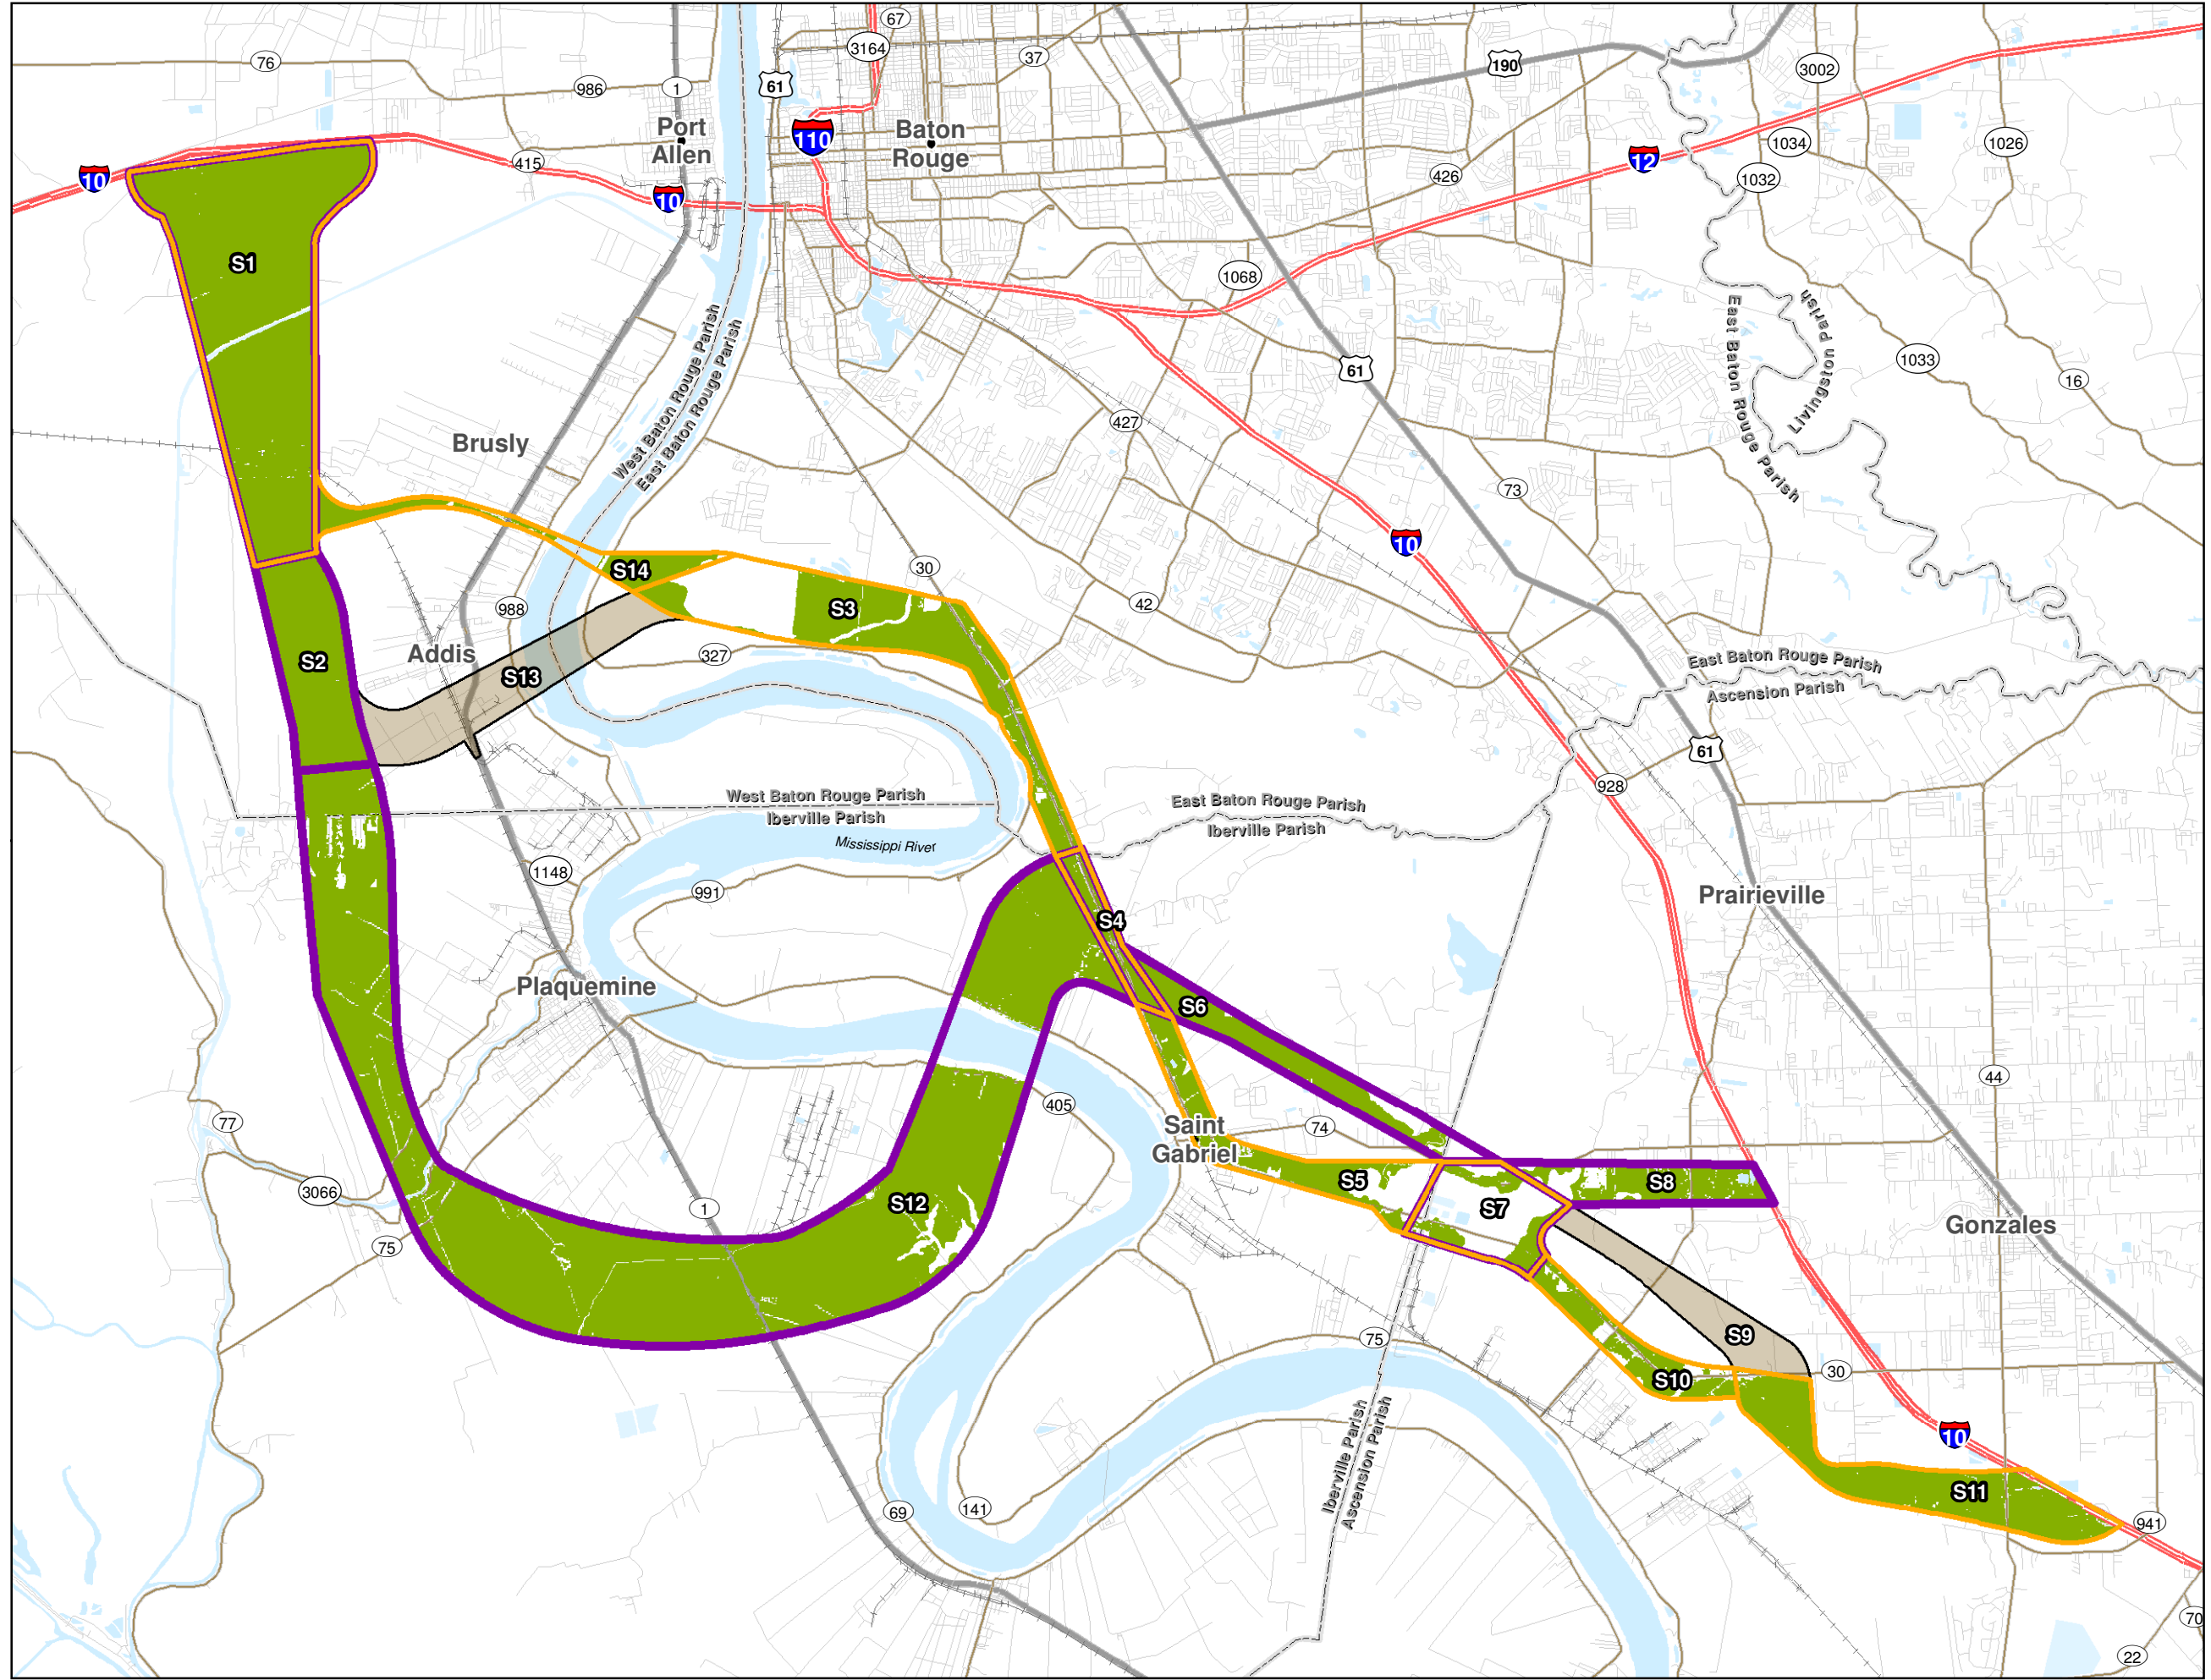 67
3164
76
37
190
3002
986
1
61
110
Port
Allen
Baton
Rouge
1034
1026
415
12
10
10
426
1032
S1
1068
West Baton Rouge Parish
East Baton Rouge Parish
East Baton Rouge Parish
Livingston Parish
1033
61
16
427
Brusly
73
10
30
S14
S3
42
988
Addis
327
S2
S13
East Baton Rouge Parish
Ascension Parish
61
928
West Baton Rouge Parish
Iberville Parish
East Baton Rouge Parish
Iberville Parish
Mississippi River
1148
991
Prairieville
S4
Plaquemine
S6
44
405
77
Saint
Gabriel
74
3066
S5
S8
S12
S7
1
75
Gonzales
75
S9
S10
30
10
Iberville Parish
Ascension Parish
S11
69
141
941
70
22